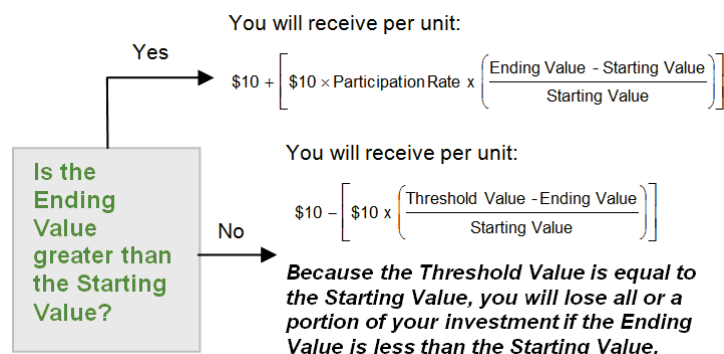 You will receive per unit:
Yes
$10 + [ $10 × Participation Rate x ( Ending Value - Starting Value / Starting Value ) ]
You will receive per unit:
Is the
Ending
Value
greater than
the Starting
Value?
$10 – [ $10 x ( Threshold Value - Ending Value / Starting Value ) ]
No
Because the Threshold Value is equal to
the Starting Value, you will lose all or a
portion of your investment if the Ending
Value is less than the Starting Value.